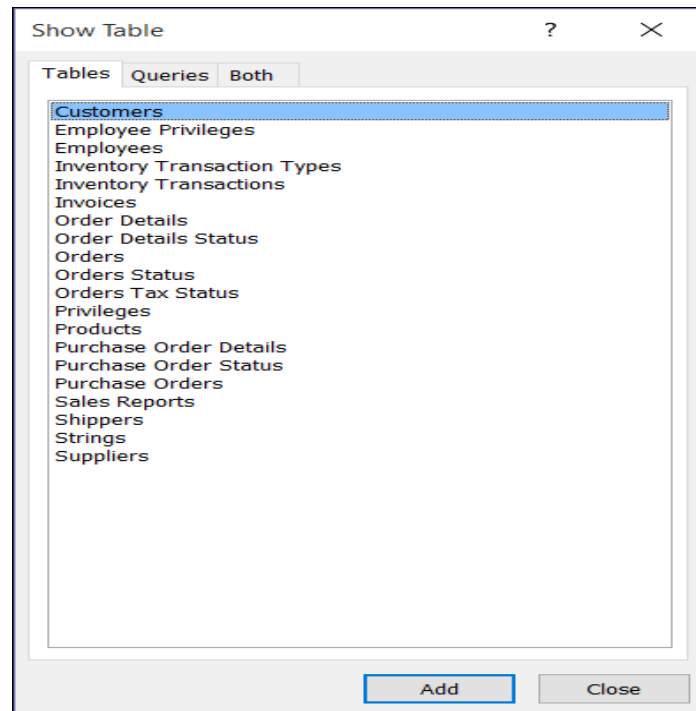 Show Table ?
Tables Queries Both
Customers
Employee Privileges
Employees
Inventory Transaction Types
Inventory Transactions
Invoices
Order Details
Order Details Status
Orders
Orders Status
Orders Tax Status
Privileges
Products
Purchase Order Details
Purchase Order Status
Purchase Orders
Sales Reports
Shippers
Strings
Suppliers
Add Close